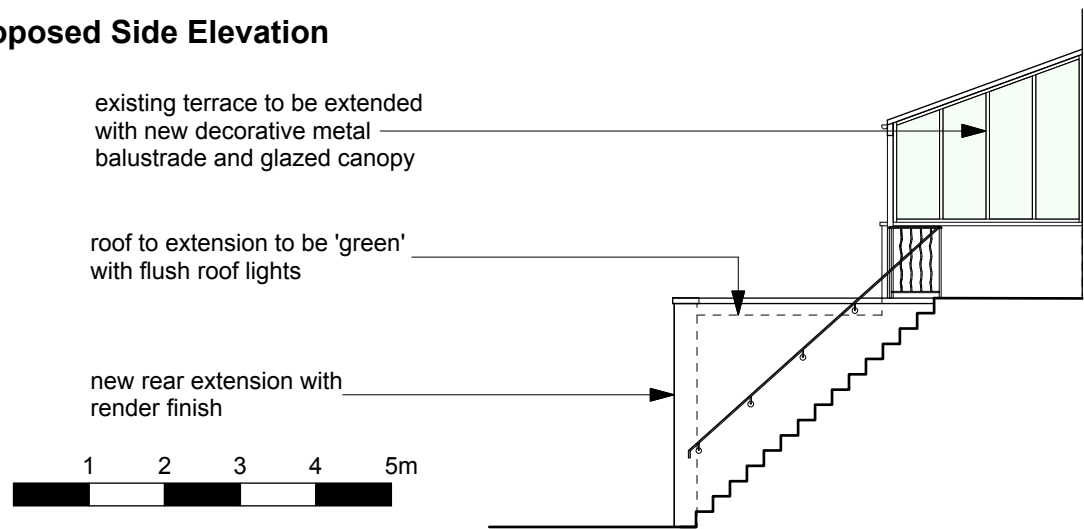 oposed Side Elevation
existing terrace to be extended
with new decorative metal
balustrade and glazed canopy
roof to extension to be 'green'
with flush roof lights
new rear extension with
render finish
1 2 3 4 5m